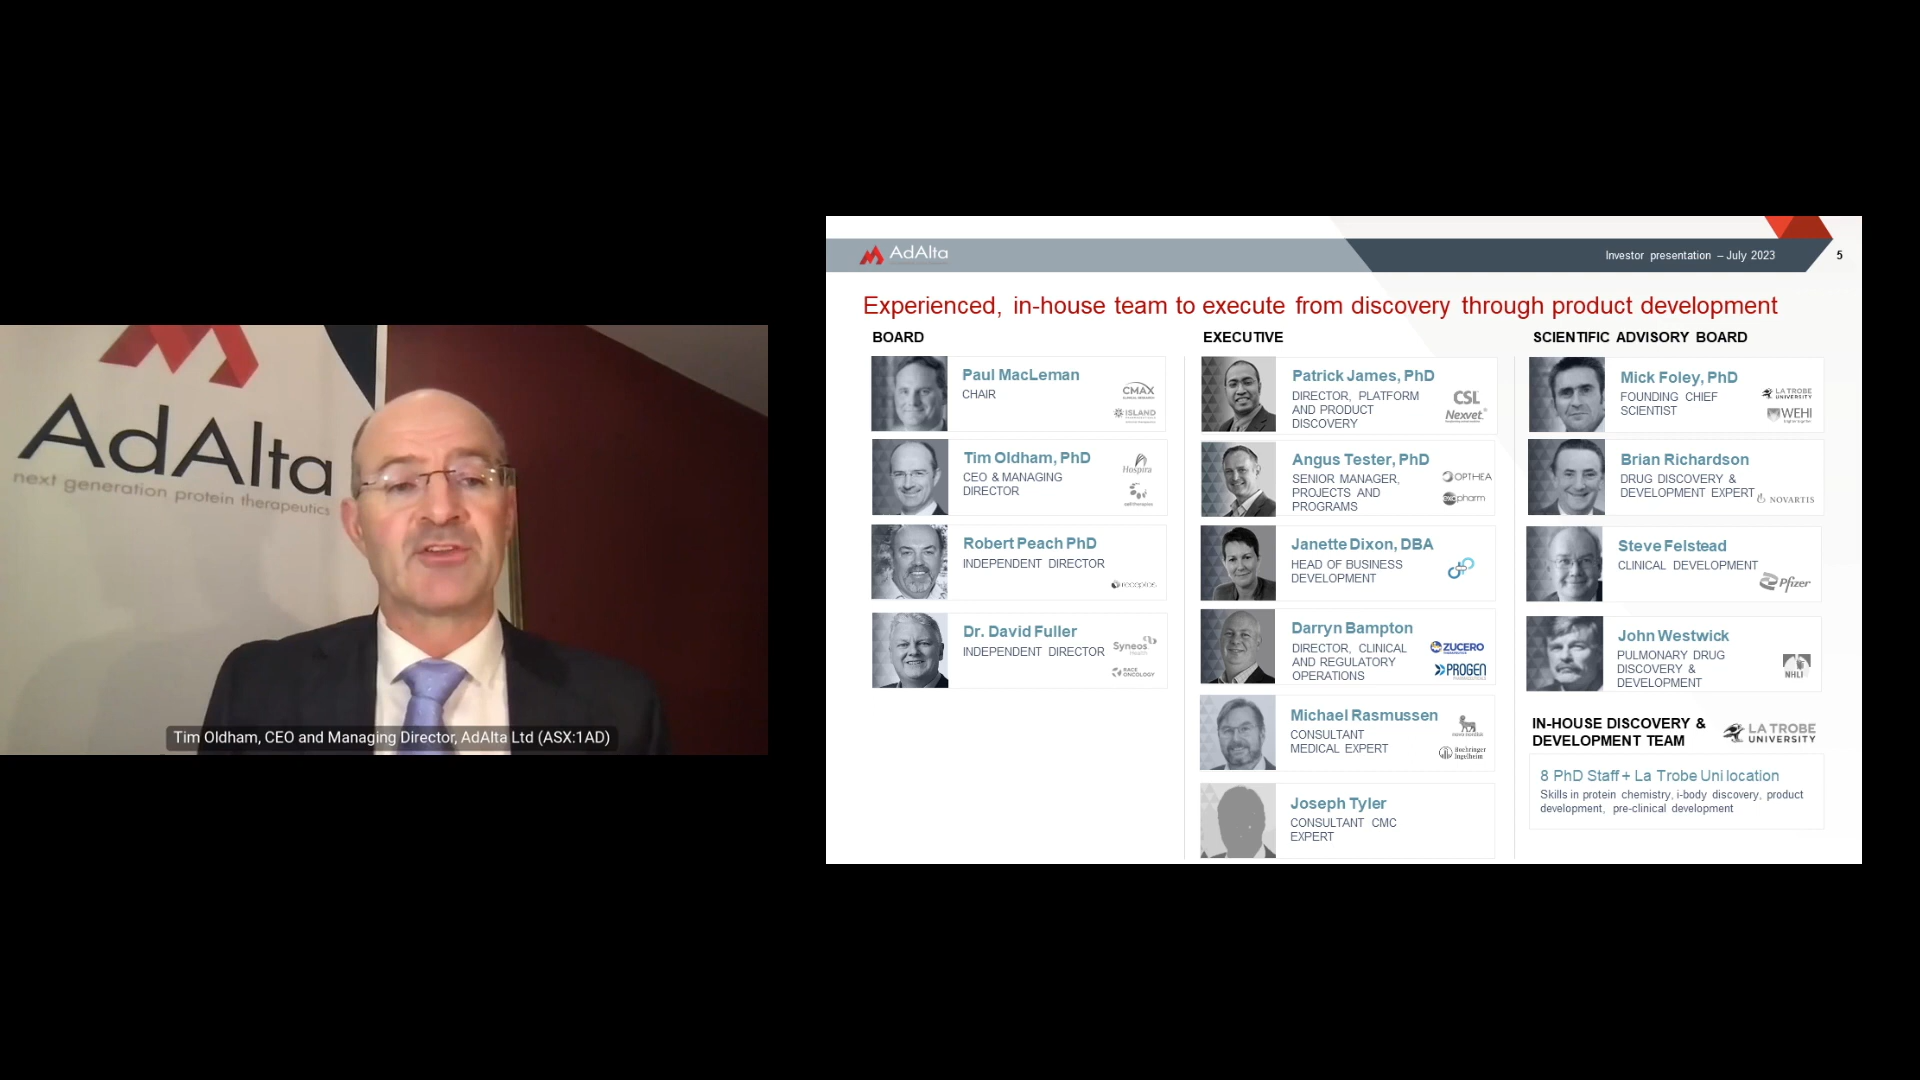 AdAlta
next generation protein therapeutics
Tim Oldham, CEO and Managing Director, AdAlta Ltd (ASX:1AD)
AdAlta
Investor presentation – July 2023
5
Experienced, in-house team to execute from discovery through product development
BOARD
Paul MacLeman
CHAIR
CMAX
ISLAND
Tim Oldham, PhD
CEO & MANAGING
DIRECTOR
Hospira
Robert Peach PhD
INDEPENDENT DIRECTOR
receptos
Dr. David Fuller
INDEPENDENT DIRECTOR
Syneos
Health
RACE
ONCOLOGY
EXECUTIVE
Patrick James, PhD
DIRECTOR, PLATFORM
AND PRODUCT
DISCOVERY
CSL
Nexvet
Angus Tester, PhD
SENIOR MANAGER,
PROJECTS AND
PROGRAMS
OPTHEA
exopharm
Janette Dixon, DBA
HEAD OF BUSINESS
DEVELOPMENT
Darryn Bampton
DIRECTOR, CLINICAL
AND REGULATORY
OPERATIONS
ZUCERO
PROGEN
Michael Rasmussen
CONSULTANT
MEDICAL EXPERT
Boehringer
Ingelheim
Joseph Tyler
CONSULTANT CMC
EXPERT
SCIENTIFIC ADVISORY BOARD
Mick Foley, PhD
FOUNDING CHIEF
SCIENTIST
LA TROBE
UNIVERSITY
WEHI
Brian Richardson
DRUG DISCOVERY &
DEVELOPMENT EXPERT
NOVARTIS
Steve Felstead
CLINICAL DEVELOPMENT
Pfizer
John Westwick
PULMONARY DRUG
DISCOVERY &
DEVELOPMENT
NHLI
IN-HOUSE DISCOVERY &
DEVELOPMENT TEAM
LA TROBE
UNIVERSITY
8 PhD Staff + La Trobe Uni location
Skills in protein chemistry, i-body discovery, product
development, pre-clinical development